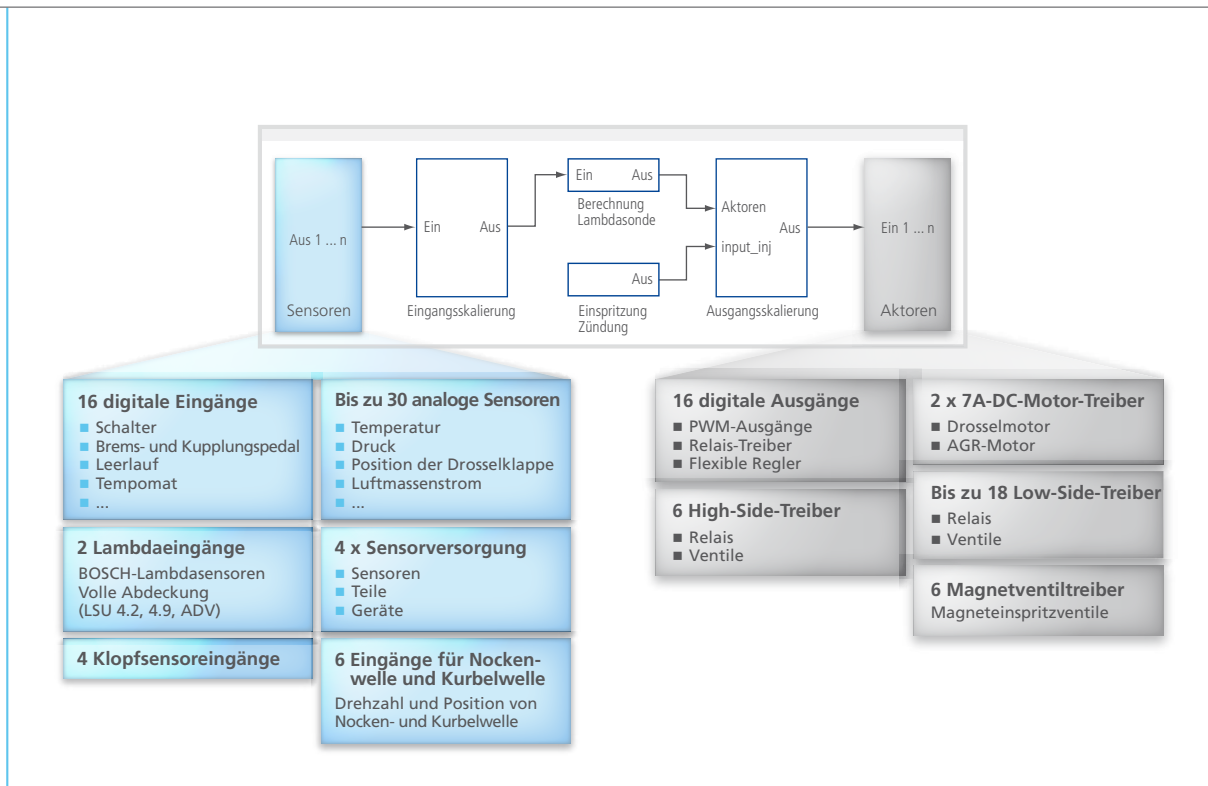 Aus 1 ... n
Sensoren
Ein
Aus
Eingangsskalierung
Ein
Aus
Berechnung
Lambdasonde
Aus
Einspritzung
Zündung
Aktoren
input_inj
Aus
Ausgangsskalierung
Ein 1 ... n
Aktoren
16 digitale Eingänge
Schalter
Brems- und Kupplungspedal
Leerlauf
Tempomat
...
2 Lambdaeingänge
BOSCH-Lambdasensoren
Volle Abdeckung
(LSU 4.2, 4.9, ADV)
4 Klopfsensoreingänge
Bis zu 30 analoge Sensoren
Temperatur
Druck
Position der Drosselklappe
Luftmassenstrom
...
4 x Sensorversorgung
Sensoren
Teile
Geräte
6 Eingänge für Nocken-
welle und Kurbelwelle
Drehzahl und Position von
Nocken- und Kurbelwelle
16 digitale Ausgänge
PWM-Ausgänge
Relais-Treiber
Flexible Regler
6 High-Side-Treiber
Relais
Ventile
2 x 7A-DC-Motor-Treiber
Drosselmotor
AGR-Motor
Bis zu 18 Low-Side-Treiber
Relais
Ventile
6 Magnetventiltreiber
Magneteinspritzventile